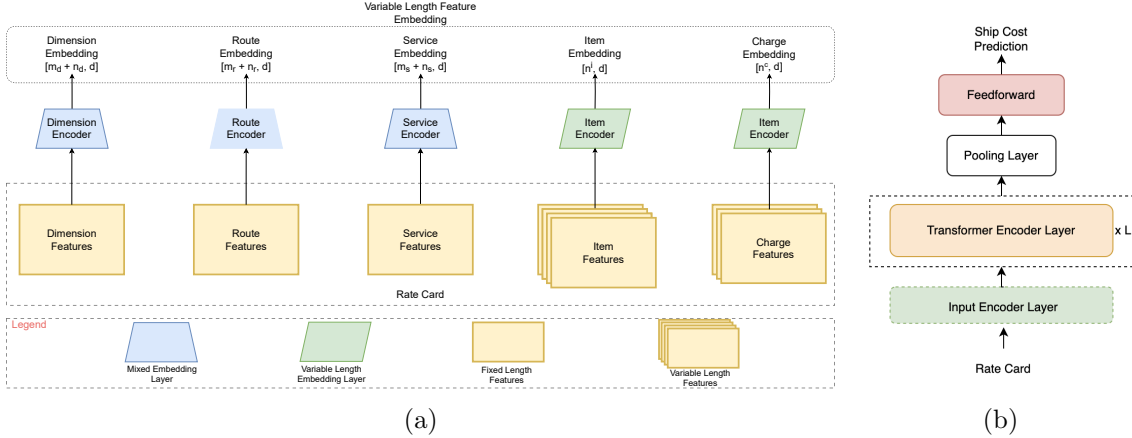 Variable Length Feature
Embedding
Dimension
Embedding
[m_d + n_d, d]
Route
Embedding
[m_r + n_r, d]
Service
Embedding
[m_s + n_s, d]
Item
Embedding
[n^i, d]
Charge
Embedding
[n^c, d]
Dimension
Encoder
Route
Encoder
Service
Encoder
Item
Encoder
Item
Encoder
Dimension
Features
Route
Features
Service
Features
Item
Features
Charge
Features
Rate Card
Legend
Mixed Embedding
Layer
Variable Length
Embedding Layer
Fixed Length
Features
Variable Length
Features
(a)
Ship Cost
Prediction
Feedforward
Pooling Layer
Transformer Encoder Layer
x L
Input Encoder Layer
Rate Card
(b)